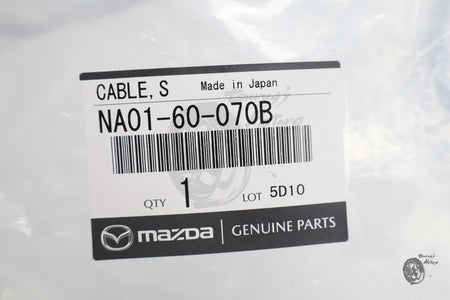 CABLE, S Made in Japan
NA01-60-070B
QTY 1 LOT 5D10
mazda GENUINE PARTS